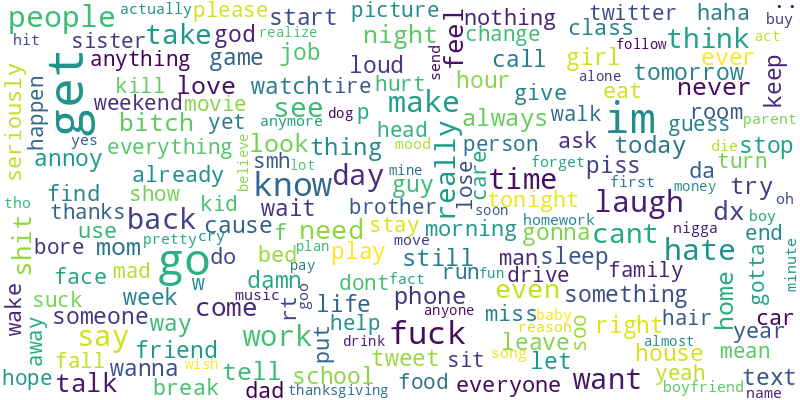 people actually please start picture nothing twitter haha buy
hit sister take god night feel change class think act
realize follow
anything game job loud send call girl ever tomorrow keep
seriously happen get kill love watch tire hurt hour give eat alone never
weekend movie see make im room parent
bitch yet dog p always walk guess
yes everything anymore head really person ask today die stop
annoy look thing mood care turn
believe smh lot guy lose piss da
already know day mine time forget first money try oh
tho find show kid brother soon tonight laugh dx boy
thanks back cause wait stay morning homework gonna cant nigga end
shit use f need
bore mom pretty cry do bed plan play move still man sleep hate gotta minute
face mad w go damn dont fact run fun drive family home
wake suck week pay goo life phone miss something car
away someone way come music rt put help anyone even baby hair year
say work drink fuck reason soo right almost
fall friend tweet sit leave house mean
hope wanna wish tell school song let yeah text
talk break dad thanksgiving food everyone want boyfriend name